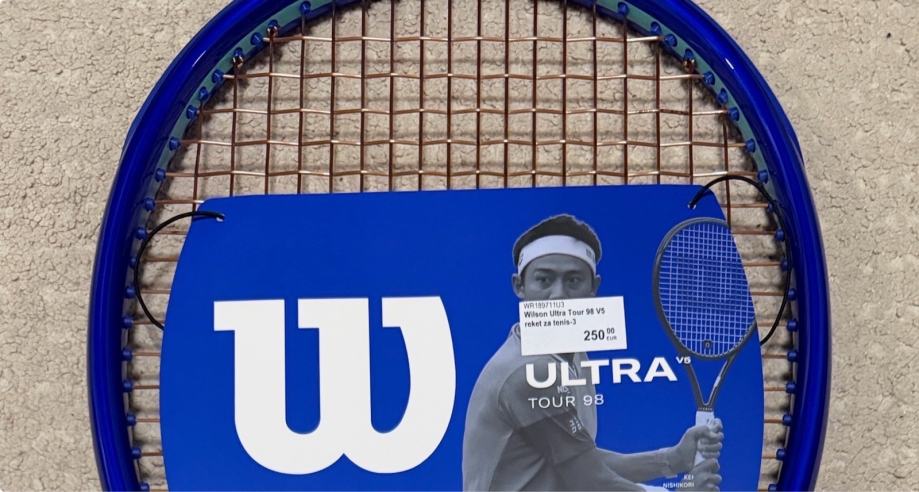 W
WR189711U3
Wilson Ultra Tour 98 V5
reket za tenis-3
250 00
EUR
ULTRA V5
TOUR 98
KEI
NISHIKORI